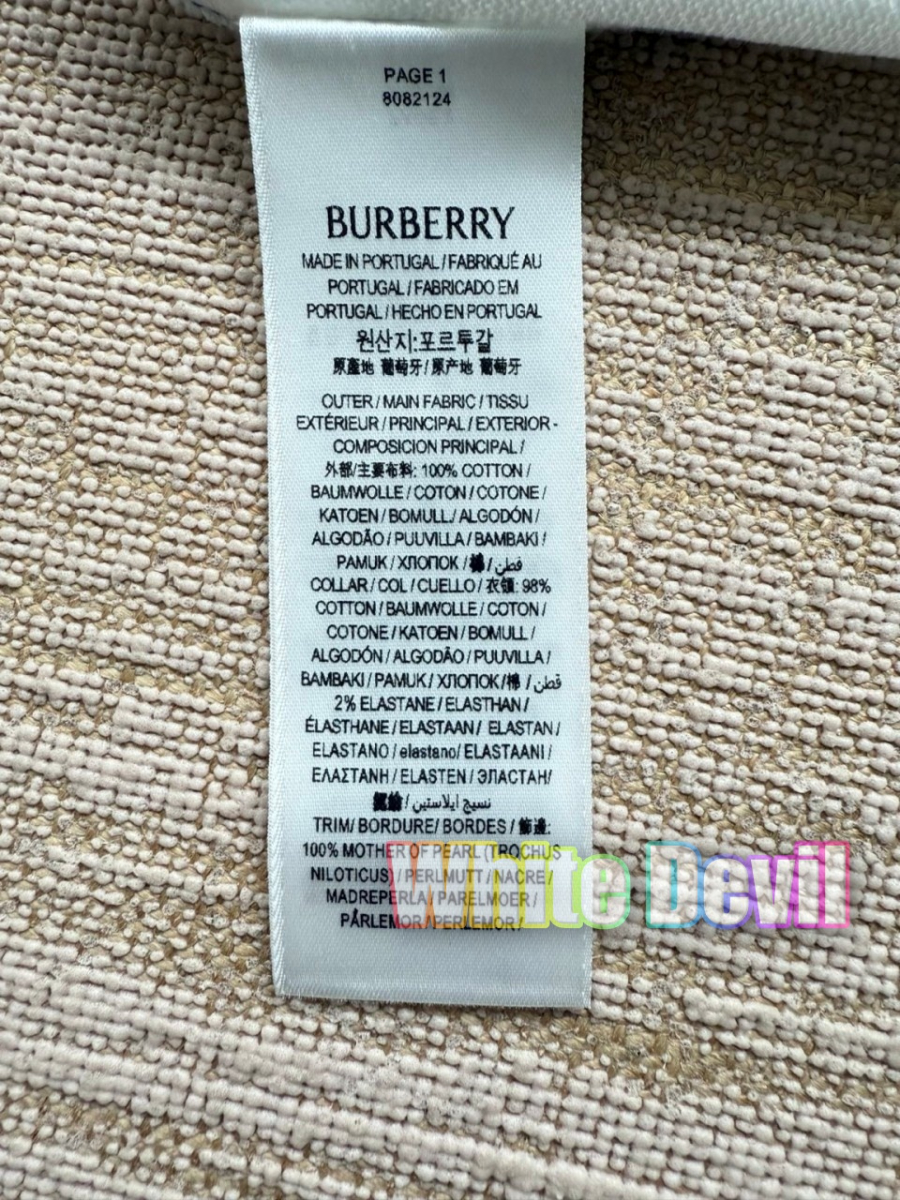 PAGE 1
8082124
BURBERRY
MADE IN PORTUGAL / FABRIQUÉ AU
PORTUGAL / FABRICADO EM
PORTUGAL / HECHO EN PORTUGAL
원산지:포르투갈
原產地 葡萄牙 / 原产地 葡萄牙
OUTER / MAIN FABRIC / TISSU
EXTÉRIEUR / PRINCIPAL / EXTERIOR -
COMPOSICION PRINCIPAL /
外部/主要布料: 100% COTTON /
BAUMWOLLE / COTON / COTONE /
KATOEN / BOMULL / ALGODÓN /
ALGODÃO / PUUVILLA / BAMBAKI /
PAMUK / ХЛОПОК / 棉 / قطن
COLLAR / COL / CUELLO / 衣領: 98%
COTTON / BAUMWOLLE / COTON /
COTONE / KATOEN / BOMULL /
ALGODÓN / ALGODÃO / PUUVILLA /
BAMBAKI / PAMUK / ХЛОПОК /棉 / قطن
2% ELASTANE / ELASTHAN /
ÉLASTHANE / ELASTAAN / ELASTAN /
ELASTANO / elastano/ ELASTAANI /
ΕΛΑΣΤΑΝΗ / ELASTEN / ЭЛАСТАН/
/ نسيج ايلاستين
TRIM/ BORDURE/ BORDES / 飾邊:
100% MOTHER OF PEARL (TROCHUS
NILOTICUS) / PERLMUTT / NACRE /
MADREPERLA / PARELMOER /
PÄRLEMOR / PERLEMOR /
White Devil